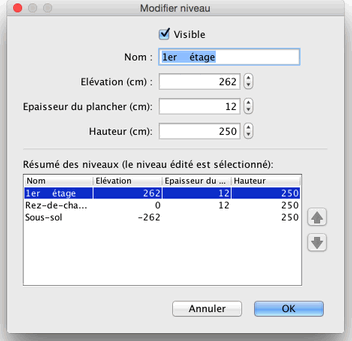 Modifier niveau
Visible
Nom : 1er étage
Elévation (cm) : 262
Epaisseur du plancher (cm): 12
Hauteur (cm): 250
Résumé des niveaux (le niveau édité est sélectionné):
Nom Elévation Epaisseur du ... Hauteur
1er étage 262 12 250
Rez-de-cha... 0 12 250
Sous-sol -262 250
Annuler OK